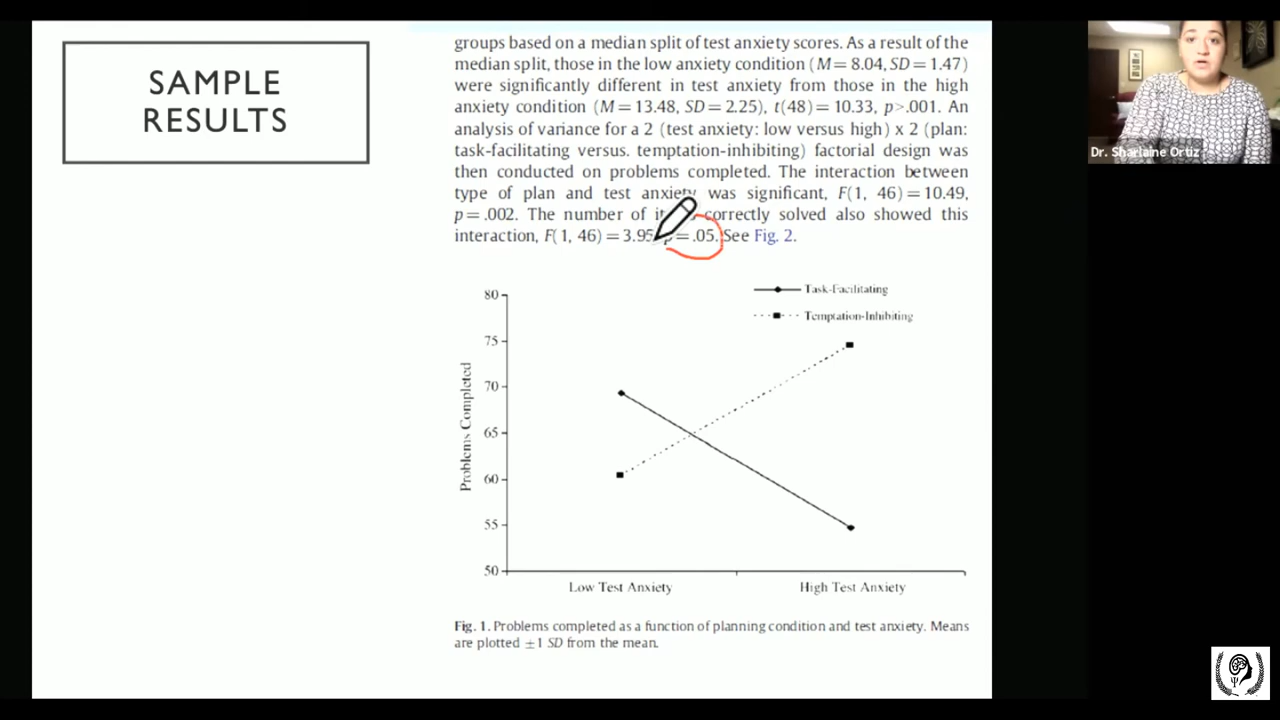 SAMPLE
RESULTS
groups based on a median split of test anxiety scores. As a result of the
median split, those in the low anxiety condition (M = 8.04, SD = 1.47)
were significantly different in test anxiety from those in the high
anxiety condition (M = 13.48, SD = 2.25), t(48) = 10.33, p>.001. An
analysis of variance for a 2 (test anxiety: low versus high) x 2 (plan:
task-facilitating versus. temptation-inhibiting) factorial design was
then conducted on problems completed. The interaction between
type of plan and test anxiety was significant, F(1, 46) = 10.49,
p = .002. The number of correctly solved also showed this
interaction, F(1, 46) = 3.95 p = .05. See Fig. 2.
Task-Facilitating
Temptation-Inhibiting
80
75
70
65
60
55
50
Problems Completed
Low Test Anxiety
High Test Anxiety
Fig. 1. Problems completed as a function of planning condition and test anxiety. Means
are plotted ±1 SD from the mean.
Dr. Sharlaine Ortiz
Ψ